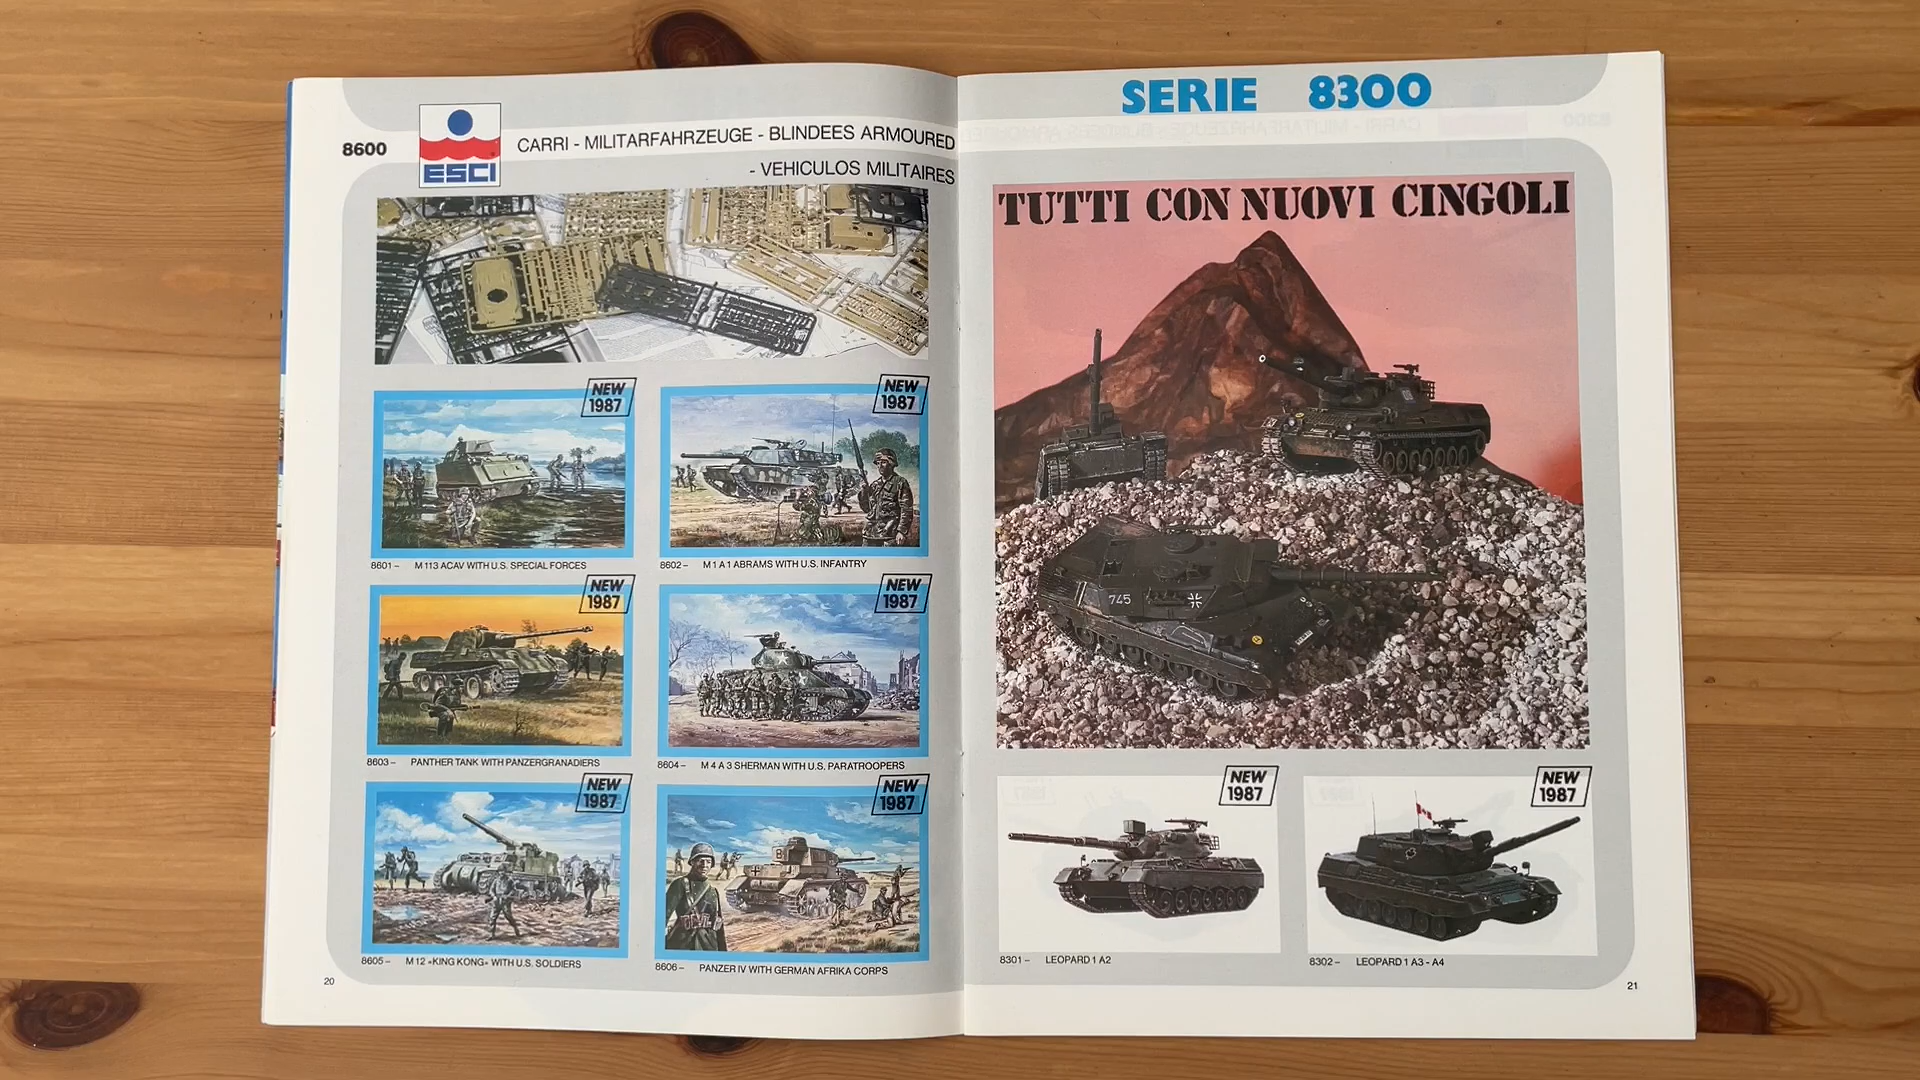 8600
ESCI
CARRI - MILITARFAHRZEUGE - BLINDEES ARMOURED
- VEHICULOS MILITAIRES
NEW
1987
NEW
1987
8601 – M 113 ACAV WITH U.S. SPECIAL FORCES
8602 – M 1 A 1 ABRAMS WITH U.S. INFANTRY
NEW
1987
NEW
1987
8603 – PANTHER TANK WITH PANZERGRANADIERS
8604 – M 4 A 3 SHERMAN WITH U.S. PARATROOPERS
NEW
1987
NEW
1987
8605 – M 12 «KING KONG» WITH U.S. SOLDIERS
8606 – PANZER IV WITH GERMAN AFRIKA CORPS
20
SERIE 8300
TUTTI CON NUOVI CINGOLI
745
NEW
1987
NEW
1987
8301 – LEOPARD 1 A2
8302 – LEOPARD 1 A3 - A4
21